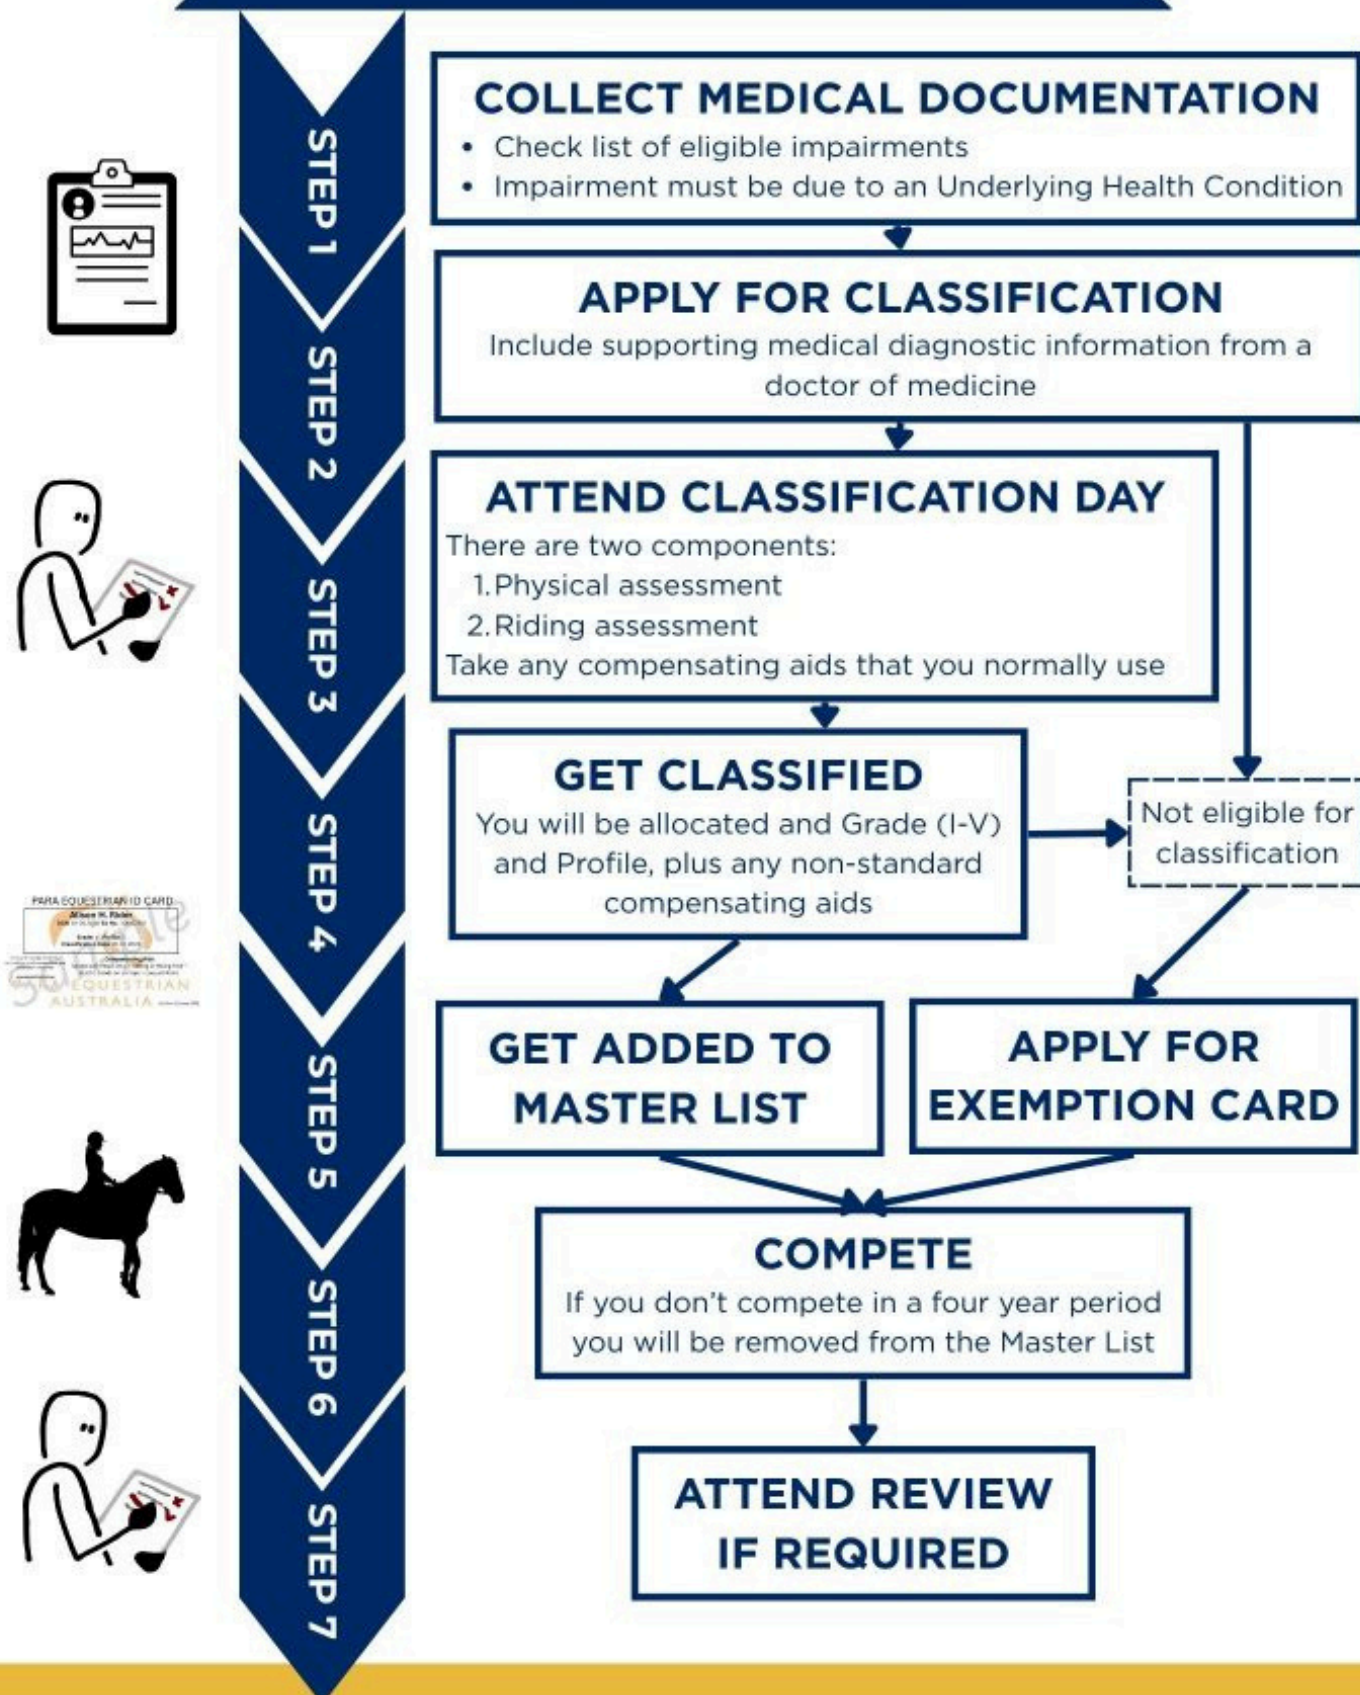 STEP 1
COLLECT MEDICAL DOCUMENTATION
• Check list of eligible impairments
• Impairment must be due to an Underlying Health Condition
STEP 2
APPLY FOR CLASSIFICATION
Include supporting medical diagnostic information from a
doctor of medicine
STEP 3
ATTEND CLASSIFICATION DAY
There are two components:
1. Physical assessment
2. Riding assessment
Take any compensating aids that you normally use
STEP 4
GET CLASSIFIED
You will be allocated and Grade (I-V)
and Profile, plus any non-standard
compensating aids
Not eligible for
classification
PARA EQUESTRIAN ID CARD
Alison H. Rider
Sample
EQUESTRIAN
AUSTRALIA
STEP 5
GET ADDED TO
MASTER LIST
APPLY FOR
EXEMPTION CARD
STEP 6
COMPETE
If you don't compete in a four year period
you will be removed from the Master List
STEP 7
ATTEND REVIEW
IF REQUIRED